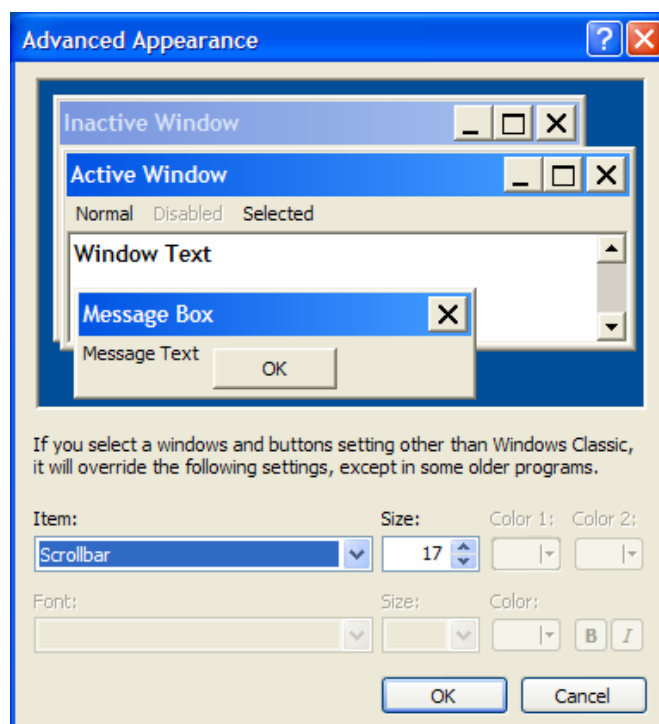 Advanced Appearance
Inactive Window
Active Window
Normal Disabled Selected
Window Text
Message Box
Message Text
OK
If you select a windows and buttons setting other than Windows Classic,
it will override the following settings, except in some older programs.
Item: Size: Color 1: Color 2:
Scrollbar 17
Font: Size: Color:
B I
OK Cancel